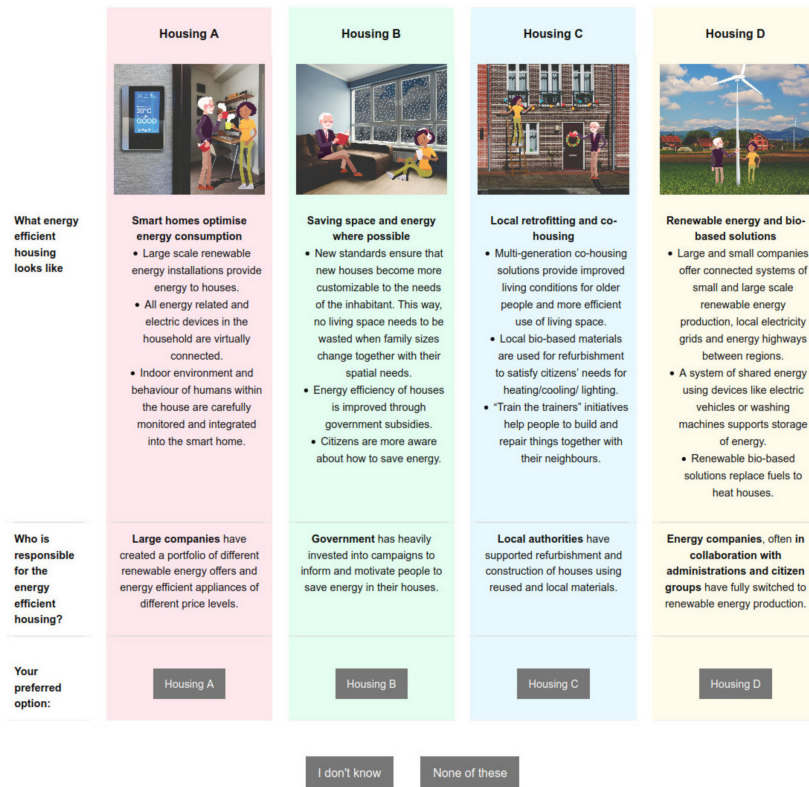 Housing A
Housing B
Housing C
Housing D
20°C
GOOD
What energy
efficient
housing
looks like
Smart homes optimise
energy consumption
• Large scale renewable
energy installations provide
energy to houses.
• All energy related and
electric devices in the
household are virtually
connected.
• Indoor environment and
behaviour of humans within
the house are carefully
monitored and integrated
into the smart home.
Saving space and energy
where possible
• New standards ensure that
new houses become more
customizable to the needs
of the inhabitant. This way,
no living space needs to be
wasted when family sizes
change together with their
spatial needs.
• Energy efficiency of houses
is improved through
government subsidies.
• Citizens are more aware
about how to save energy.
Local retrofitting and co-
housing
• Multi-generation co-housing
solutions provide improved
living conditions for older
people and more efficient
use of living space.
• Local bio-based materials
are used for refurbishment
to satisfy citizens' needs for
heating/cooling/ lighting.
• “Train the trainers” initiatives
help people to build and
repair things together with
their neighbours.
Renewable energy and bio-
based solutions
• Large and small companies
offer connected systems of
small and large scale
renewable energy
production, local electricity
grids and energy highways
between regions.
• A system of shared energy
using devices like electric
vehicles or washing
machines supports storage
of energy.
• Renewable bio-based
solutions replace fuels to
heat houses.
Who is
responsible
for the
energy
efficient
housing?
Large companies have
created a portfolio of different
renewable energy offers and
energy efficient appliances of
different price levels.
Government has heavily
invested into campaigns to
inform and motivate people to
save energy in their houses.
Local authorities have
supported refurbishment and
construction of houses using
reused and local materials.
Energy companies, often in
collaboration with
administrations and citizen
groups have fully switched to
renewable energy production.
Your
preferred
option:
Housing A
Housing B
Housing C
Housing D
I don't know
None of these